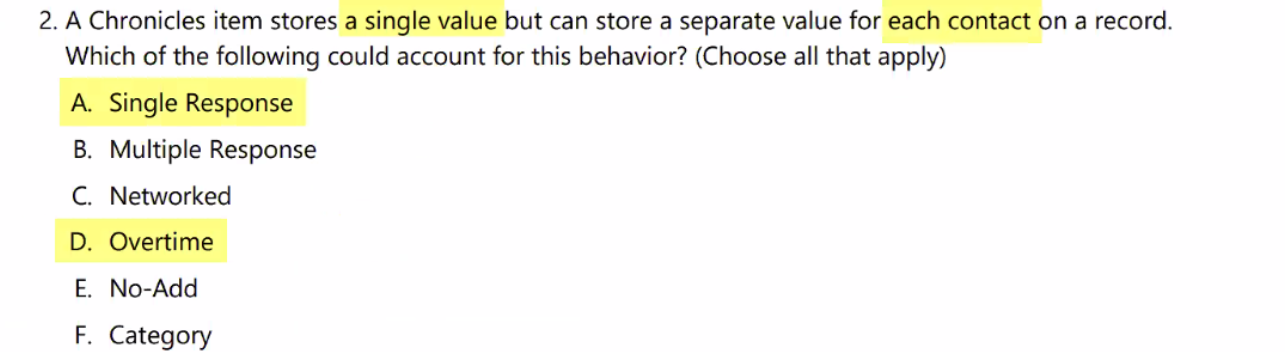 2. A Chronicles item stores a single value but can store a separate value for each contact on a record.
Which of the following could account for this behavior? (Choose all that apply)
A. Single Response
B. Multiple Response
C. Networked
D. Overtime
E. No-Add
F. Category